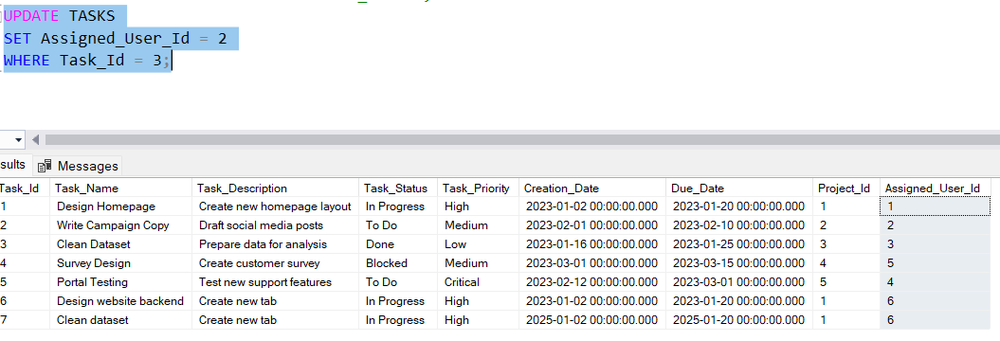 UPDATE TASKS
SET Assigned_User_Id = 2
WHERE Task_Id = 3;
sults Messages
Task_Id Task_Name Task_Description Task_Status Task_Priority Creation_Date Due_Date Project_Id Assigned_User_Id
1 Design Homepage Create new homepage layout In Progress High 2023-01-02 00:00:00.000 2023-01-20 00:00:00.000 1 1
2 Write Campaign Copy Draft social media posts To Do Medium 2023-02-01 00:00:00.000 2023-02-10 00:00:00.000 2 2
3 Clean Dataset Prepare data for analysis Done Low 2023-01-16 00:00:00.000 2023-01-25 00:00:00.000 3 3
4 Survey Design Create customer survey Blocked Medium 2023-03-01 00:00:00.000 2023-03-15 00:00:00.000 4 5
5 Portal Testing Test new support features To Do Critical 2023-02-12 00:00:00.000 2023-03-01 00:00:00.000 5 4
6 Design website backend Create new tab In Progress High 2023-01-02 00:00:00.000 2023-01-20 00:00:00.000 1 6
7 Clean dataset Create new tab In Progress High 2025-01-02 00:00:00.000 2025-01-20 00:00:00.000 1 6